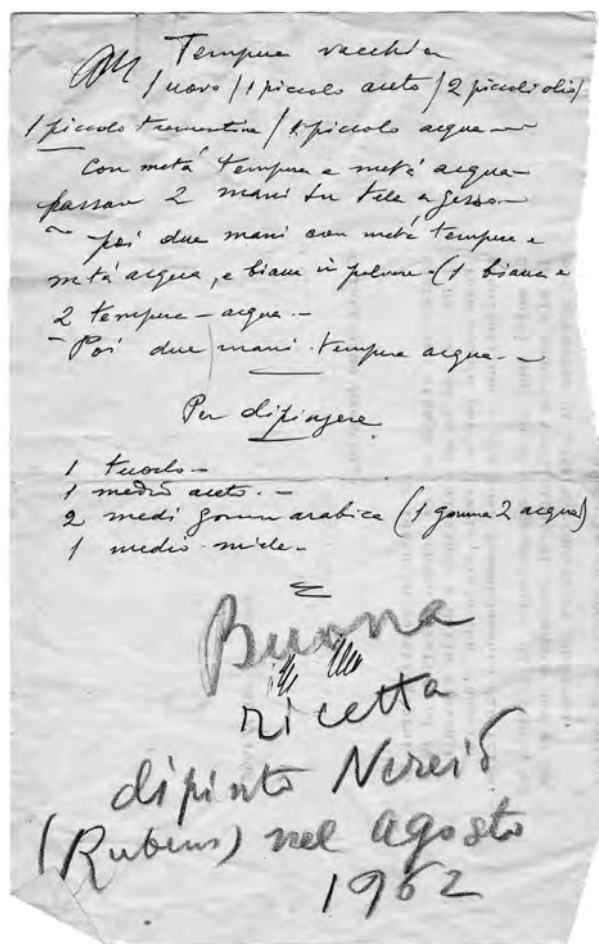 Tempera vecchia
1 uovo / 1 piccolo aceto / 2 piccoli olio /
1 piccolo trementina / 1 piccolo acqua —
Con metà tempera e metà acqua —
passare 2 mani su tela a gesso. —
~ poi due mani con metà tempera e
metà acqua, e bianc in polvere - (1 bianco e
2 tempera - acqua. -
- Poi due mani tempera acqua. -
Per dipingere
1 tuorlo -
1 medio aceto. -
2 medi gomma arabica (1 gomma 2 acqua)
1 medio miele -
Buona
ricetta
dipinto Nereid
(Rubens) nel agosto
1962